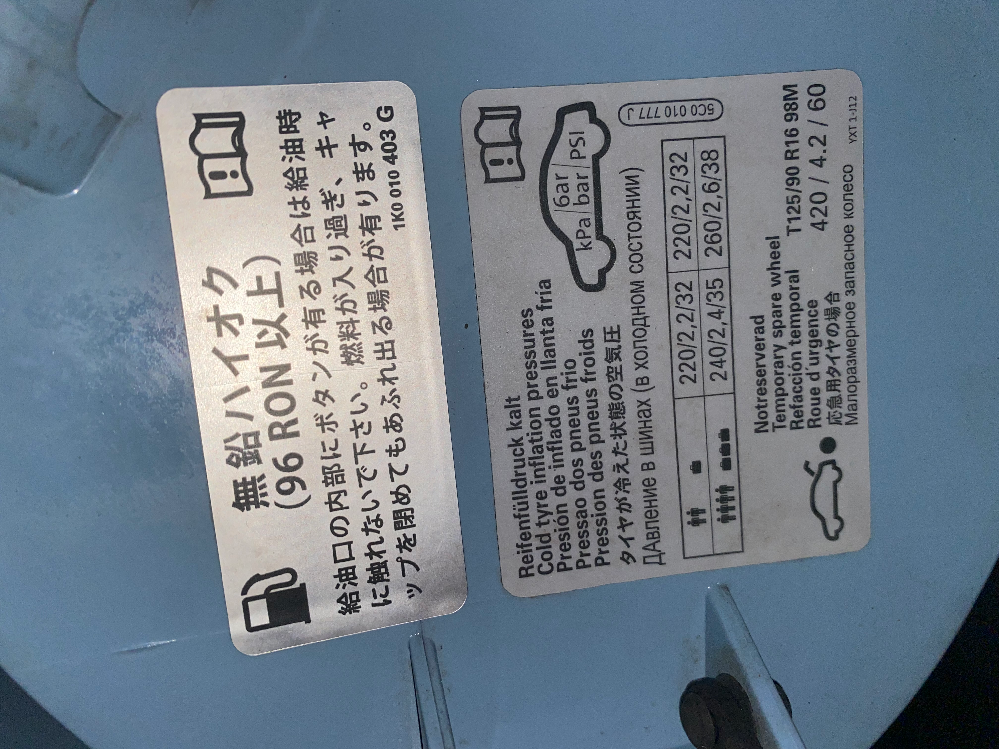 無鉛ハイオク
(96 RON 以上)
給油口の内部にボタンが有る場合は給油時
に触れないで下さい。 燃料が入り過ぎ、キャ
ップを閉めてもあふれ出る場合が有ります。
1K0 010 403 G
Reifenfülldruck kalt
Cold tyre inflation pressures
Presión de inflado en llanta fría
Pressao dos pneus frio
Pression des pneus froids
タイヤが冷えた状態の空気圧
ДАвление в шинах (в холодном состоянии)
kPa/6ar/bar/PSI
5C0 010 777 J
220/2,2/32 220/2,2/32
240/2,4/35 260/2,6/38
Notreserverad
Temporary spare wheel
Refacción temporal
Roue d'urgence
応急用タイヤの場合
Малоразмерное запасное колесо
T125/90 R16 98M
420 / 4.2 / 60
YXT 1-J12